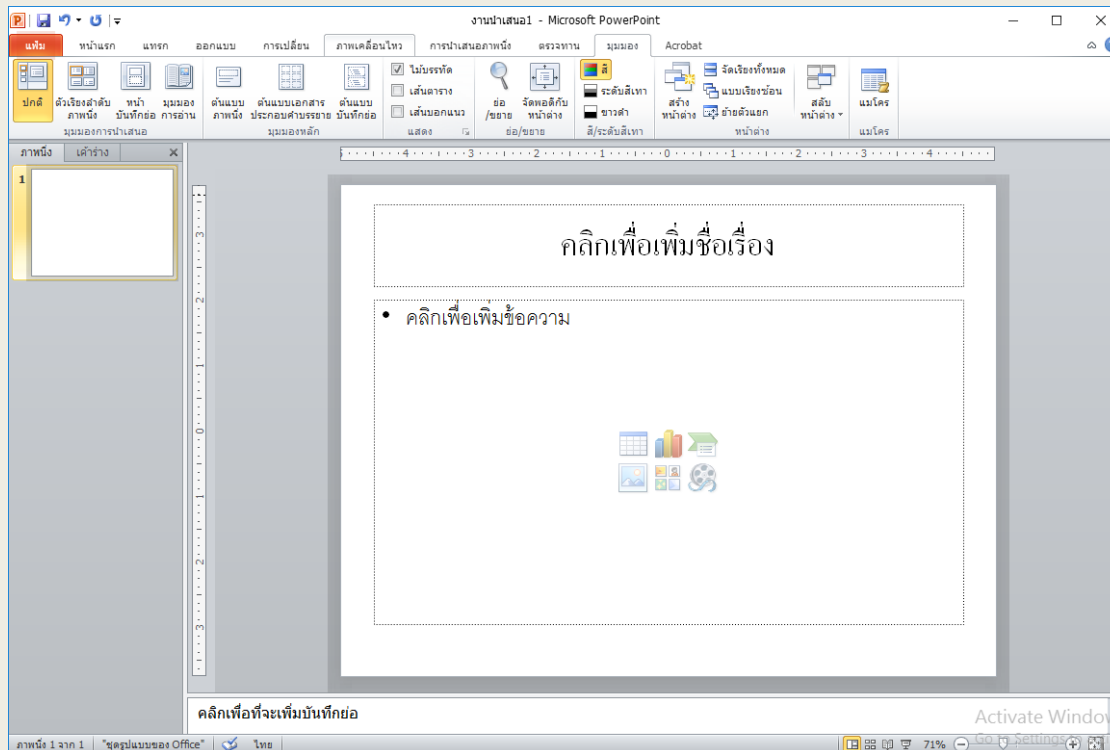 งานนำเสนอ1 - Microsoft PowerPoint
แฟ้ม หน้าแรก แทรก ออกแบบ การเปลี่ยน ภาพเคลื่อนไหว การนำเสนอภาพนิ่ง ตรวจทาน มุมมอง Acrobat
ปกติ
ตัวเรียงลำดับ
ภาพนิ่ง
หน้า
บันทึกย่อ
มุมมอง
การอ่าน
มุมมองการนำเสนอ
ต้นแบบ
ภาพนิ่ง
ต้นแบบเอกสาร
ประกอบคำบรรยาย
ต้นแบบ
บันทึกย่อ
มุมมองหลัก
ไม้บรรทัด
เส้นตาราง
เส้นบอกแนว
แสดง
ย่อ
/ขยาย
จัดพอดีกับ
หน้าต่าง
ย่อ/ขยาย
สี
ระดับสีเทา
ขาวดำ
สี/ระดับสีเทา
สร้าง
หน้าต่าง
จัดเรียงทั้งหมด
แบบเรียงซ้อน
ย้ายตัวแยก
สลับ
หน้าต่าง
หน้าต่าง
แมโคร
แมโคร
ภาพนิ่ง เค้าร่าง
4 3 2 1 0 1 2 3 4
1
3
2
1
0
1
2
3
คลิกเพื่อเพิ่มชื่อเรื่อง
• คลิกเพื่อเพิ่มข้อความ
คลิกเพื่อที่จะเพิ่มบันทึกย่อ
Activate Window
Go to Settings to
ภาพนิ่ง 1 จาก 1 "ชุดรูปแบบของ Office" ไทย 71%